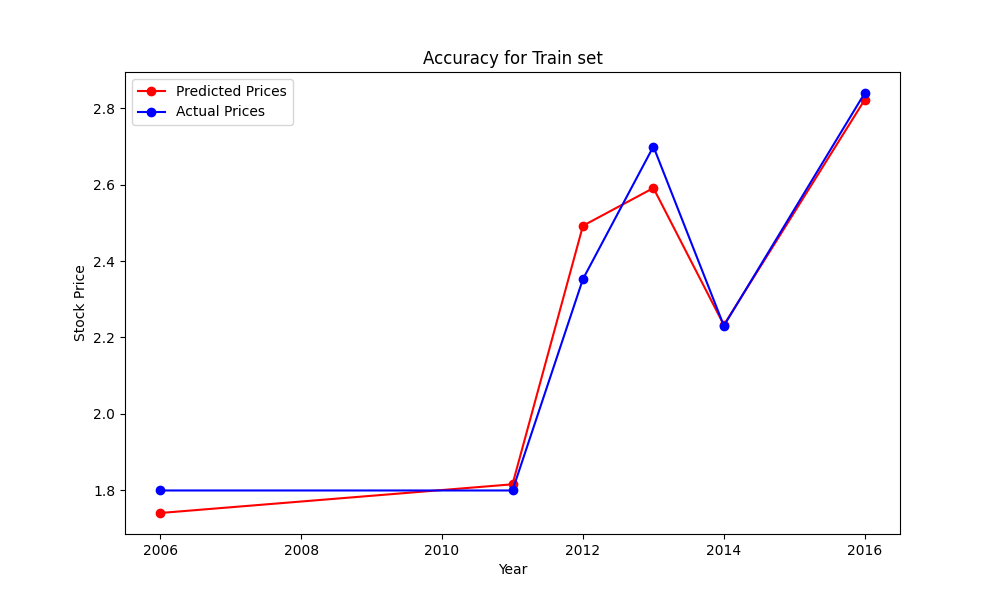 Accuracy for Train set
Predicted Prices
Actual Prices
2.8
2.6
2.4
2.2
2.0
1.8
Stock Price
2006 2008 2010 2012 2014 2016
Year